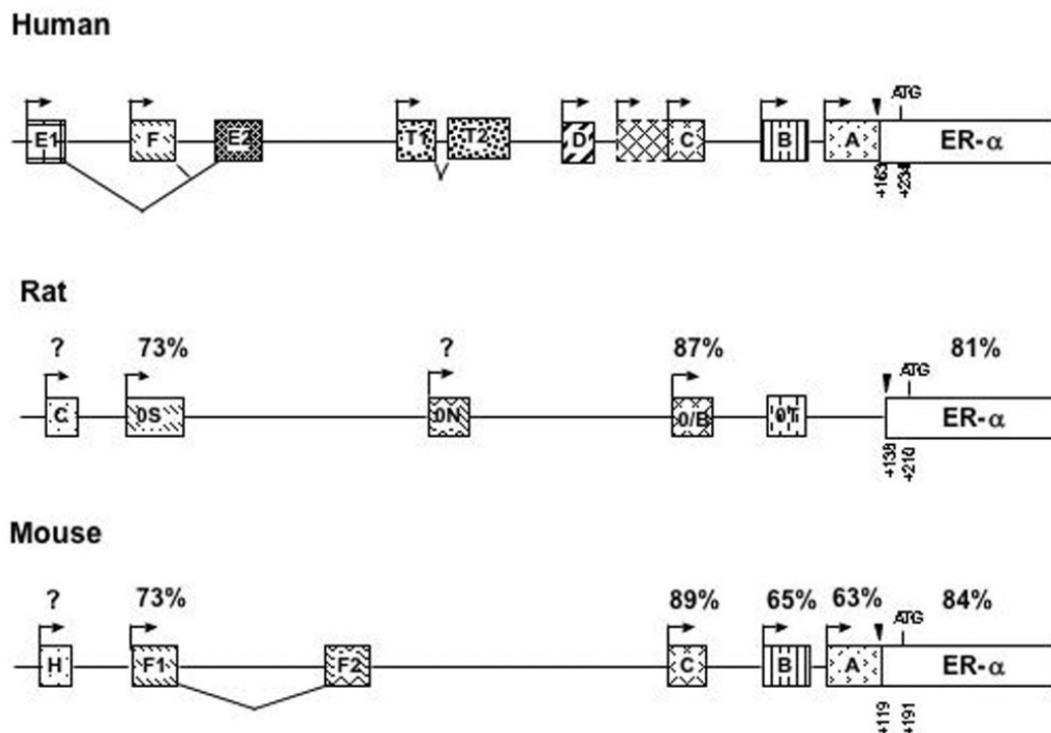 Human
ATG
E1 F E2 T1 T2 D C B A ER-α
+163 +234
Rat
? 73% ? 87% 81%
ATG
C 0S 0N 0/B 0T ER-α
+138 +210
Mouse
? 73% 89% 65% 63% 84%
ATG
H F1 F2 C B A ER-α
+119 +191